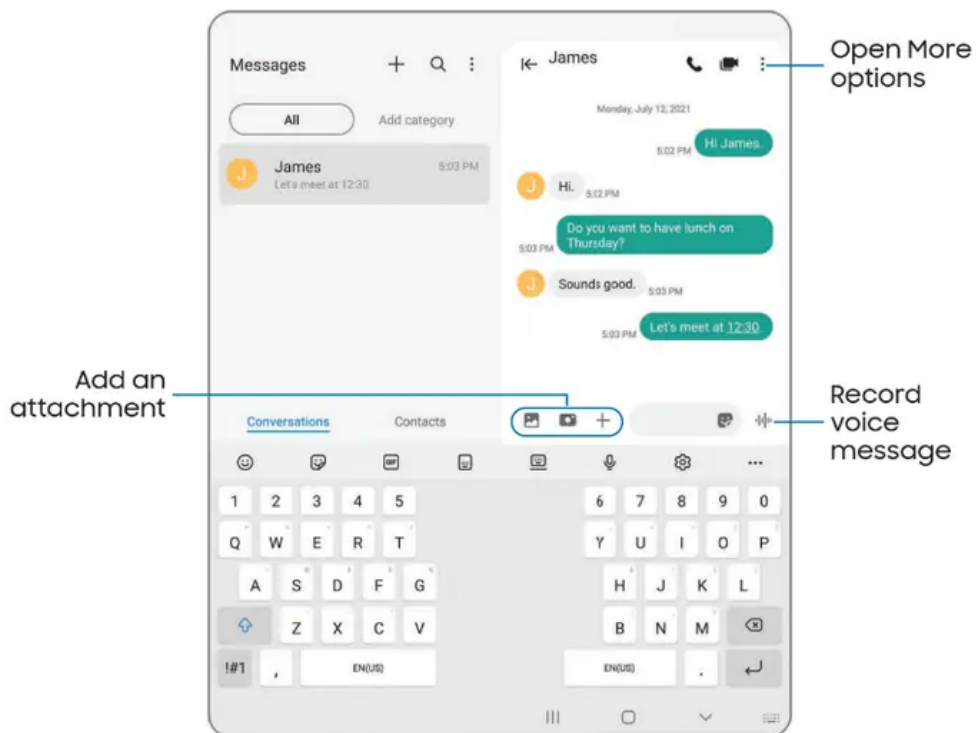 Messages
All
Add category
J
James
5:03 PM
Let's meet at 12:30
Conversations
Contacts
James
Monday, July 12, 2021
5:02 PM
Hi James.
J
Hi.
5:12 PM
Do you want to have lunch on
Thursday?
5:03 PM
J
Sounds good.
5:03 PM
5:03 PM
Let's meet at 12:30.
Open More
options
Add an
attachment
Record
voice
message
GIF
1 2 3 4 5 6 7 8 9 0
Q W E R T Y U I O P
A S D F G H J K L
Z X C V B N M
!#1 , EN(US) EN(US) .